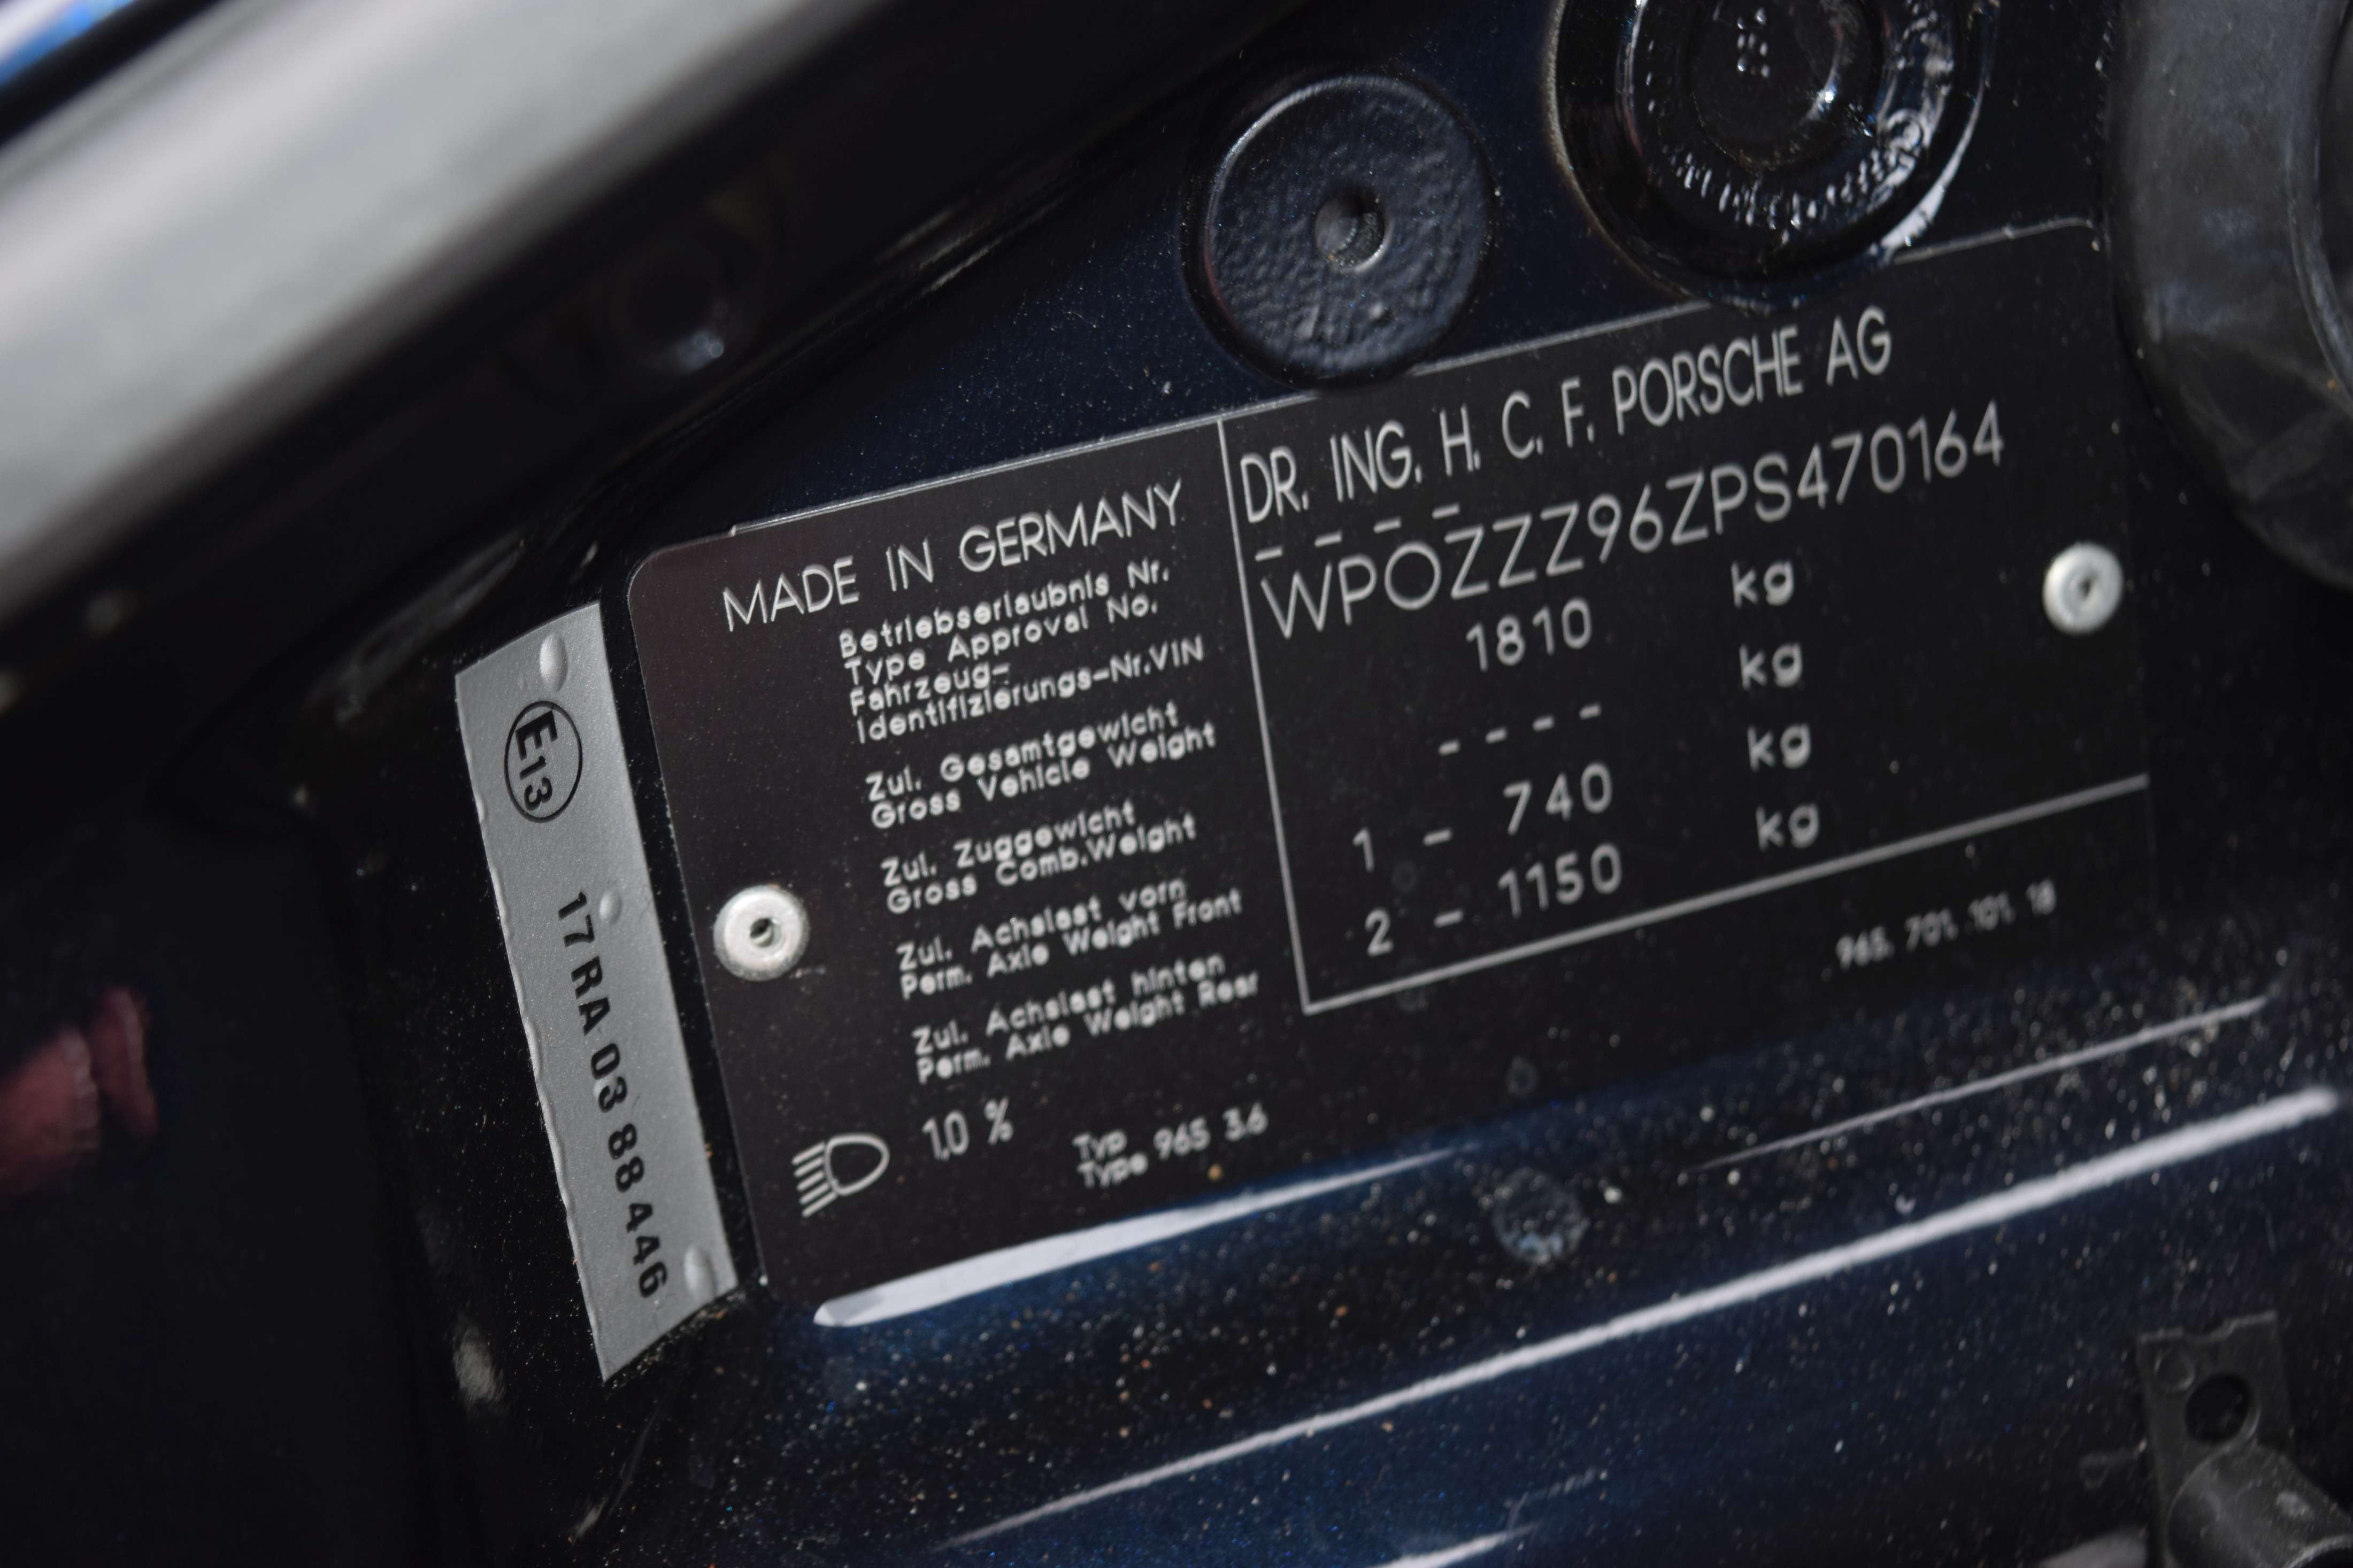 MADE IN GERMANY
Betriebserlaubnis Nr.
Type Approval No.
Fahrzeug-
Identifizierungs-Nr.VIN
Zul. Gesamtgewicht
Gross Vehicle Weight
Zul. Zuggewicht
Gross Comb.Weight
Zul. Achslast vorn
Perm. Axle Weight Front
Zul. Achslast hinten
Perm. Axle Weight Rear
1,0 %
Typ
Type 965 3.6
DR. ING. H. C. F. PORSCHE AG
- - - -
WP0ZZZ96ZPS470164
1810 kg
- - - - kg
1 - 740 kg
2 - 1150 kg
965. 701. 101. 18
E13
17 RA 03 88446